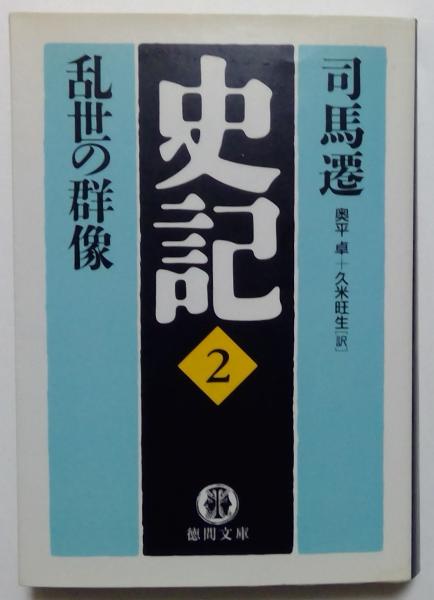 司馬遷
奥平 卓+久米旺生[訳]
史記
2
乱世の群像
徳間文庫